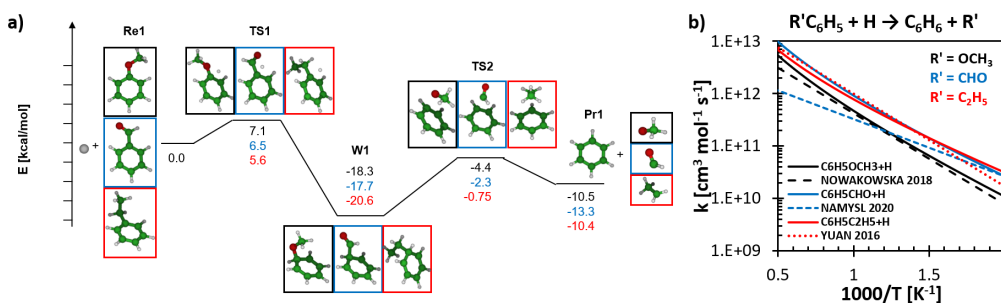 a)
E [kcal/mol]
Re1
+
0.0
TS1
7.1
6.5
5.6
W1
-18.3
-17.7
-20.6
TS2
-4.4
-2.3
-0.75
Pr1
+
-10.5
-13.3
-10.4
b)
R'C₆H₅ + H → C₆H₆ + R'
k [cm³ mol⁻¹ s⁻¹]
1.E+13
1.E+12
1.E+11
1.E+10
1.E+09
R' = OCH₃
R' = CHO
R' = C₂H₅
C6H5OCH3+H
NOWAKOWSKA 2018
C6H5CHO+H
NAMYSL 2020
C6H5C2H5+H
YUAN 2016
0.5
1
1.5
1000/T [K⁻¹]